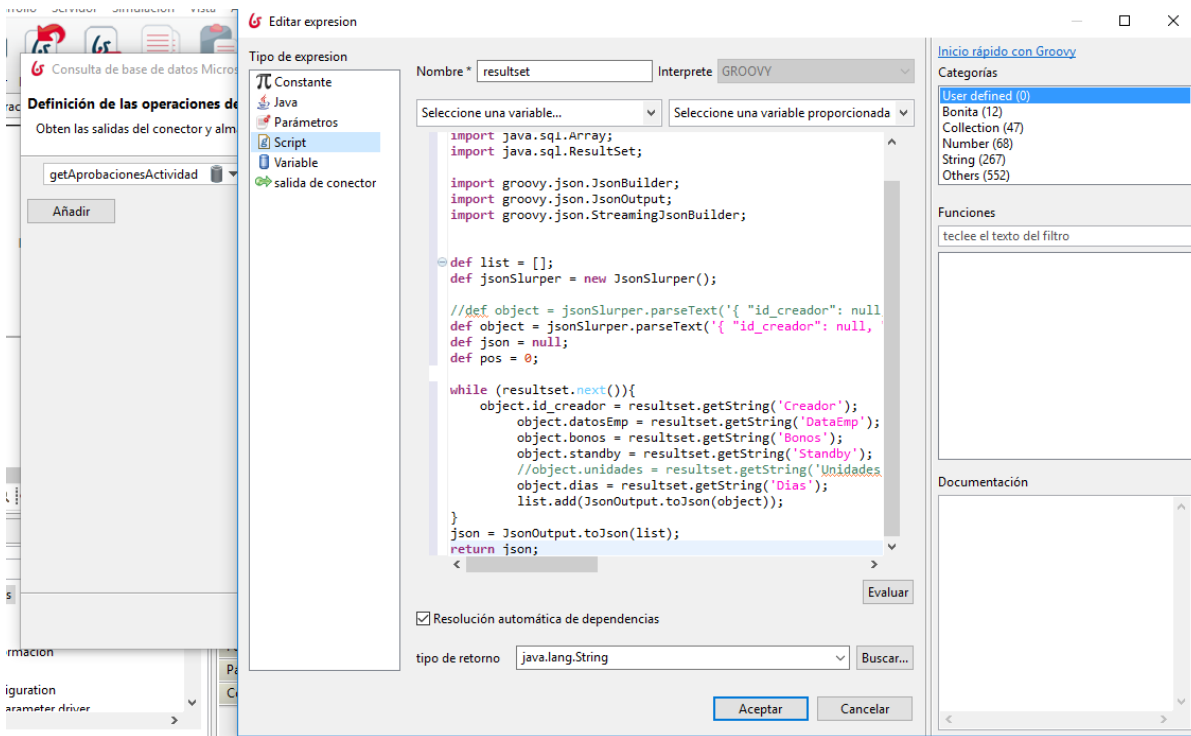 Editar expresion
Consulta de base de datos Micros
Definición de las operaciones de
Obten las salidas del conector y alm
getAprobacionesActividad
Añadir
Tipo de expresion
Constante
Java
Parámetros
Script
Variable
salida de conector
Nombre * resultset Interprete GROOVY
Seleccione una variable... Seleccione una variable proporcionada
import java.sql.Array;
import java.sql.ResultSet;
import groovy.json.JsonBuilder;
import groovy.json.JsonOutput;
import groovy.json.StreamingJsonBuilder;
def list = [];
def jsonSlurper = new JsonSlurper();
//def object = jsonSlurper.parseText('{ "id_creador": null
def object = jsonSlurper.parseText('{ "id_creador": null,
def json = null;
def pos = 0;
while (resultset.next()){
object.id_creador = resultset.getString('Creador');
object.datosEmp = resultset.getString('DataEmp');
object.bonos = resultset.getString('Bonos');
object.standby = resultset.getString('Standby');
//object.unidades = resultset.getString('Unidades
object.dias = resultset.getString('Dias');
list.add(JsonOutput.toJson(object));
}
json = JsonOutput.toJson(list);
return json;
Evaluar
Resolución automática de dependencias
tipo de retorno java.lang.String Buscar...
Aceptar Cancelar
Inicio rápido con Groovy
Categorías
User defined (0)
Bonita (12)
Collection (47)
Number (68)
String (267)
Others (552)
Funciones
teclee el texto del filtro
Documentación
rmacion
iguration
arameter driver